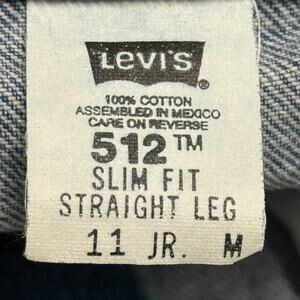 Levi's ®
100% COTTON
ASSEMBLED IN MEXICO
CARE ON REVERSE
512™
SLIM FIT
STRAIGHT LEG
11 JR. M